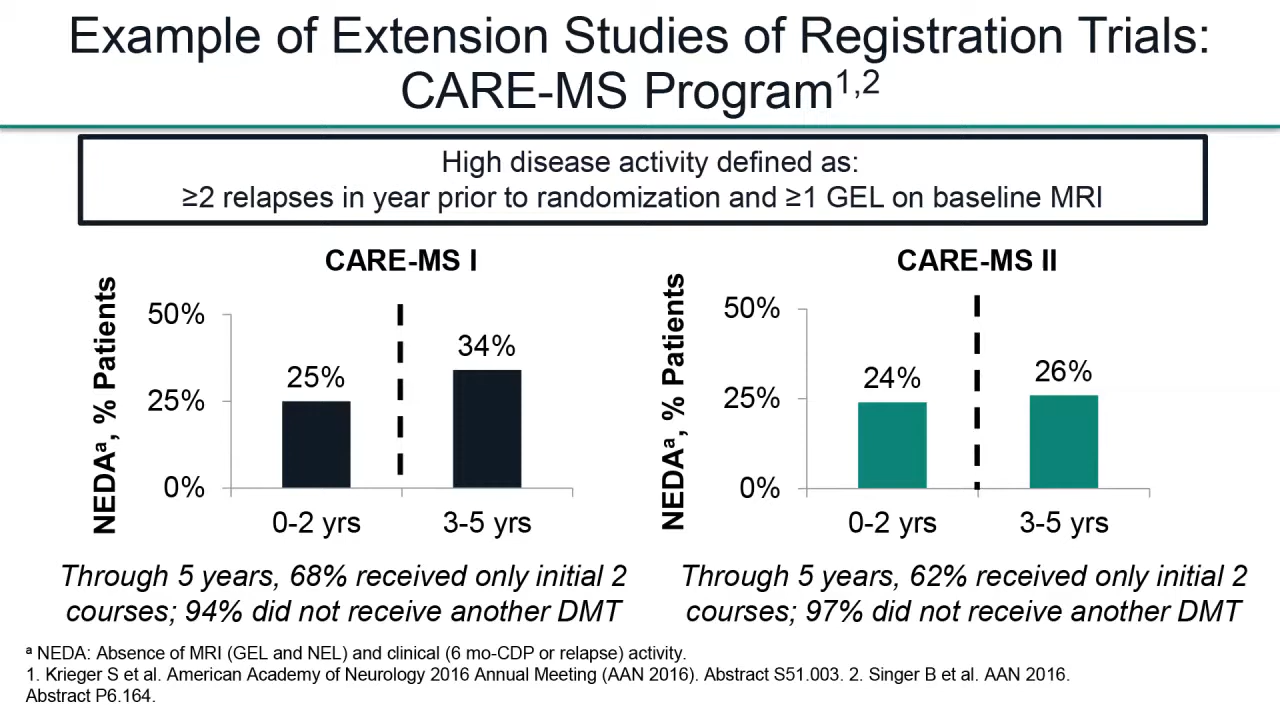 Example of Extension Studies of Registration Trials:
CARE-MS Program1,2
High disease activity defined as:
≥2 relapses in year prior to randomization and ≥1 GEL on baseline MRI
CARE-MS I
NEDAa, % Patients
50%
25%
0%
25%
34%
0-2 yrs
3-5 yrs
Through 5 years, 68% received only initial 2
courses; 94% did not receive another DMT
CARE-MS II
NEDAa, % Patients
50%
25%
0%
24%
26%
0-2 yrs
3-5 yrs
Through 5 years, 62% received only initial 2
courses; 97% did not receive another DMT
a NEDA: Absence of MRI (GEL and NEL) and clinical (6 mo-CDP or relapse) activity.
1. Krieger S et al. American Academy of Neurology 2016 Annual Meeting (AAN 2016). Abstract S51.003. 2. Singer B et al. AAN 2016.
Abstract P6.164.